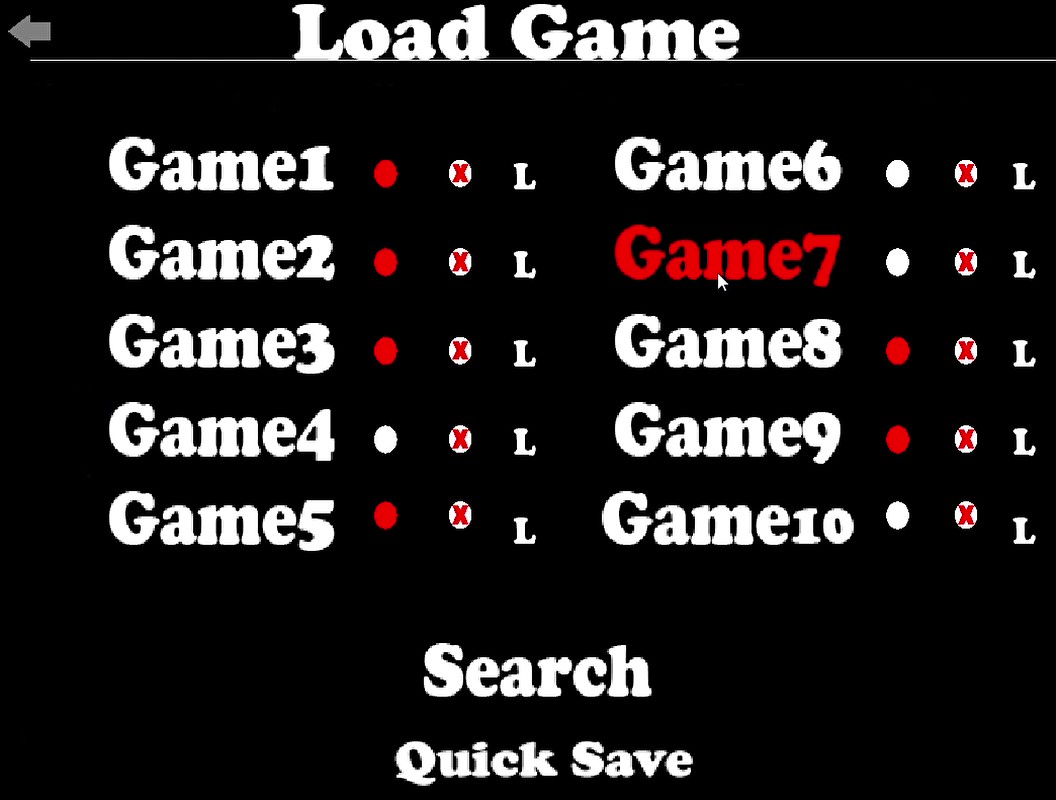 Load Game
Game1 X L
Game2 X L
Game3 X L
Game4 X L
Game5 X L
Game6 X L
Game7 X L
Game8 X L
Game9 X L
Game10 X L
Search
Quick Save